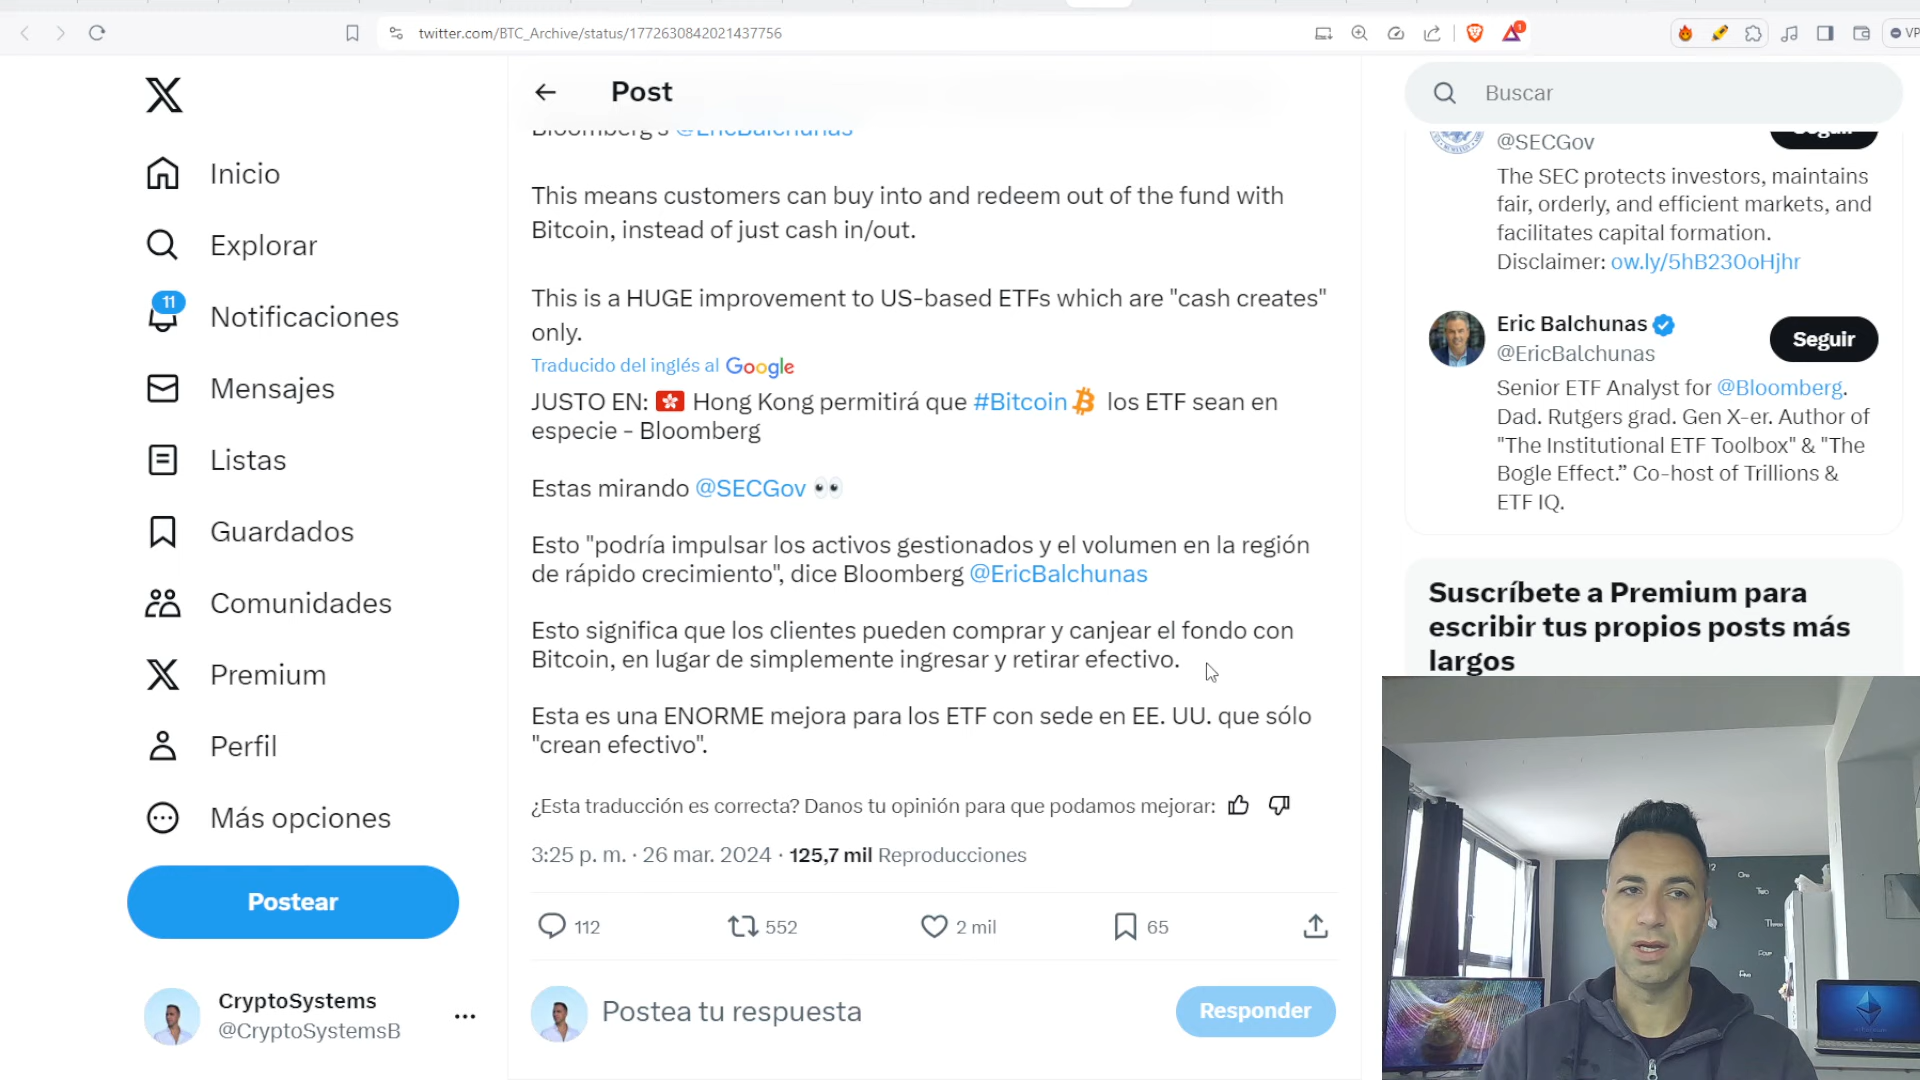 twitter.com/BTC_Archive/status/1772630842021437756
1
VP
Inicio
Explorar
11
Notificaciones
Mensajes
Listas
Guardados
Comunidades
Premium
Perfil
Más opciones
Postear
CryptoSystems
@CryptoSystemsB
Post
Bloomberg's @EricBalchunas
This means customers can buy into and redeem out of the fund with
Bitcoin, instead of just cash in/out.
This is a HUGE improvement to US-based ETFs which are "cash creates"
only.
Traducido del inglés al Google
JUSTO EN: Hong Kong permitirá que #Bitcoin los ETF sean en
especie - Bloomberg
Estas mirando @SECGov
Esto "podría impulsar los activos gestionados y el volumen en la región
de rápido crecimiento", dice Bloomberg @EricBalchunas
Esto significa que los clientes pueden comprar y canjear el fondo con
Bitcoin, en lugar de simplemente ingresar y retirar efectivo.
Esta es una ENORME mejora para los ETF con sede en EE. UU. que sólo
"crean efectivo".
¿Esta traducción es correcta? Danos tu opinión para que podamos mejorar:
3:25 p. m. · 26 mar. 2024 · 125,7 mil Reproducciones
112 552 2 mil 65
Postea tu respuesta
Responder
Buscar
Seguir
@SECGov
The SEC protects investors, maintains
fair, orderly, and efficient markets, and
facilitates capital formation.
Disclaimer: ow.ly/5hB230oHjhr
Eric Balchunas
@EricBalchunas
Seguir
Senior ETF Analyst for @Bloomberg.
Dad. Rutgers grad. Gen X-er. Author of
"The Institutional ETF Toolbox" & "The
Bogle Effect.” Co-host of Trillions &
ETF IQ.
Suscríbete a Premium para
escribir tus propios posts más
largos
12
One
Two
Three
Four
Five